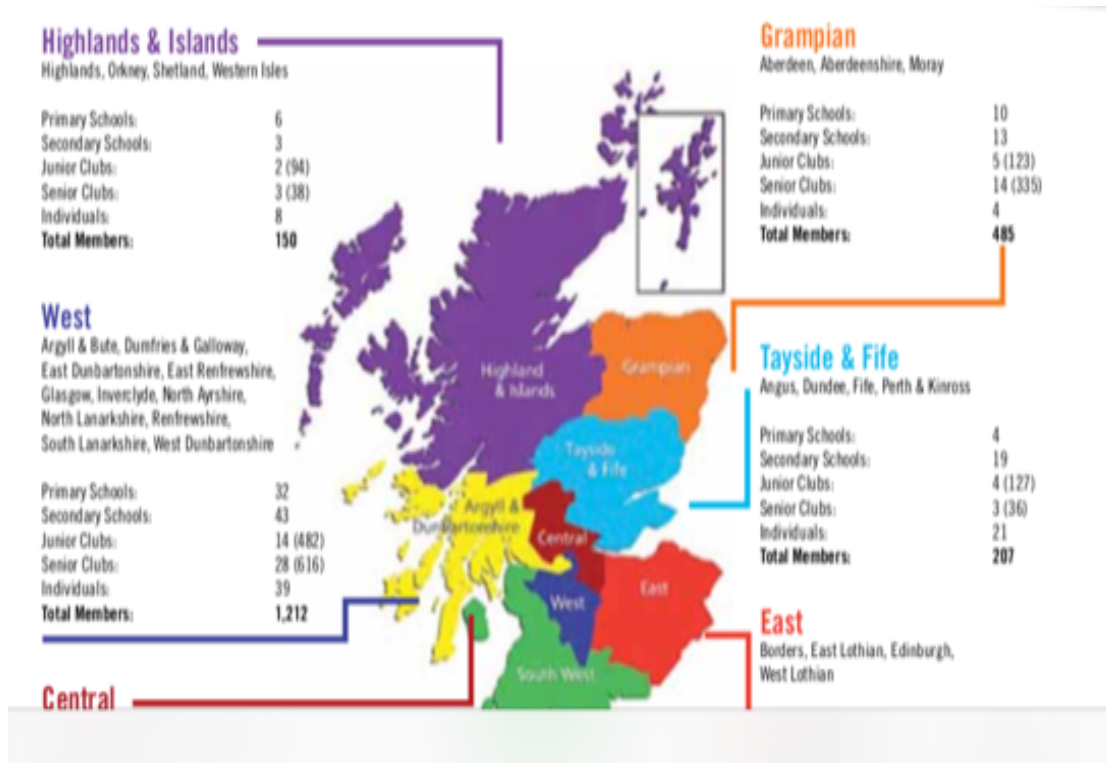 Highlands & Islands
Highlands, Orkney, Shetland, Western Isles
Primary Schools: 6
Secondary Schools: 3
Junior Clubs: 2 (94)
Senior Clubs: 3 (38)
Individuals: 8
Total Members: 150
West
Argyll & Bute, Dumfries & Galloway,
East Dunbartonshire, East Renfrewshire,
Glasgow, Inverclyde, North Ayrshire,
North Lanarkshire, Renfrewshire,
South Lanarkshire, West Dunbartonshire
Primary Schools: 32
Secondary Schools: 43
Junior Clubs: 14 (482)
Senior Clubs: 28 (616)
Individuals: 39
Total Members: 1,212
Central
Highland
& Islands
Grampian
Tayside
& Fife
Argyll &
Dunbartonshire
Central
West
East
South West
Grampian
Aberdeen, Aberdeenshire, Moray
Primary Schools: 10
Secondary Schools: 13
Junior Clubs: 5 (123)
Senior Clubs: 14 (335)
Individuals: 4
Total Members: 485
Tayside & Fife
Angus, Dundee, Fife, Perth & Kinross
Primary Schools: 4
Secondary Schools: 19
Junior Clubs: 4 (127)
Senior Clubs: 3 (36)
Individuals: 21
Total Members: 207
East
Borders, East Lothian, Edinburgh,
West Lothian